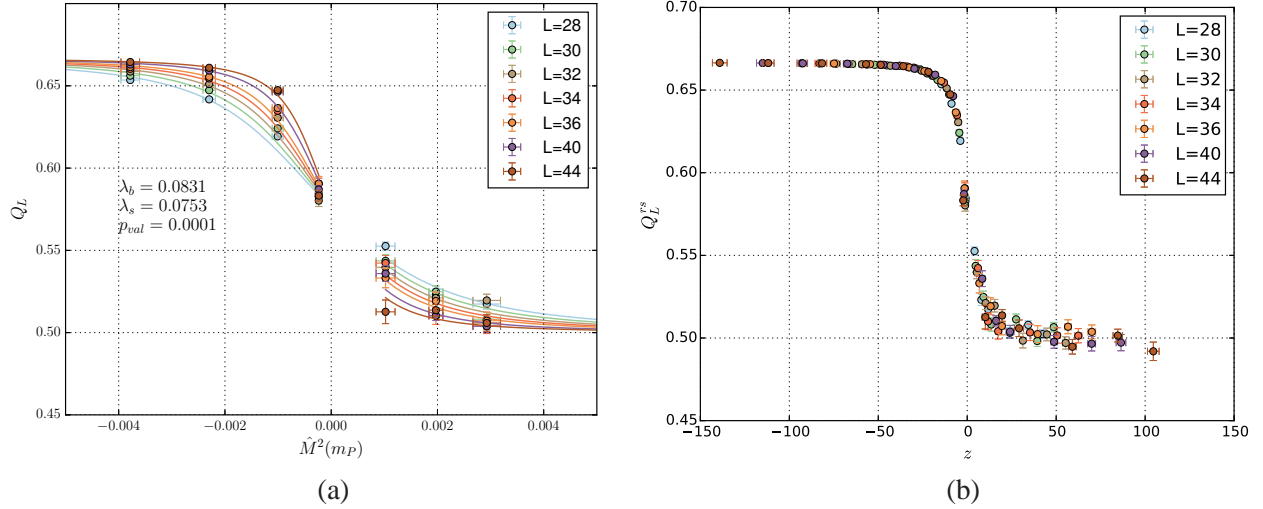 0.65
0.60
0.55
0.50
0.45
Q_L
λ_b = 0.0831
λ_s = 0.0753
p_{val} = 0.0001
L=28
L=30
L=32
L=34
L=36
L=40
L=44
−0.004 −0.002 0.000 0.002 0.004
M̂²(m_P)
(a)
0.70
0.65
0.60
0.55
0.50
0.45
Q_L^{rs}
L=28
L=30
L=32
L=34
L=36
L=40
L=44
−150 −100 −50 0 50 100 150
z
(b)